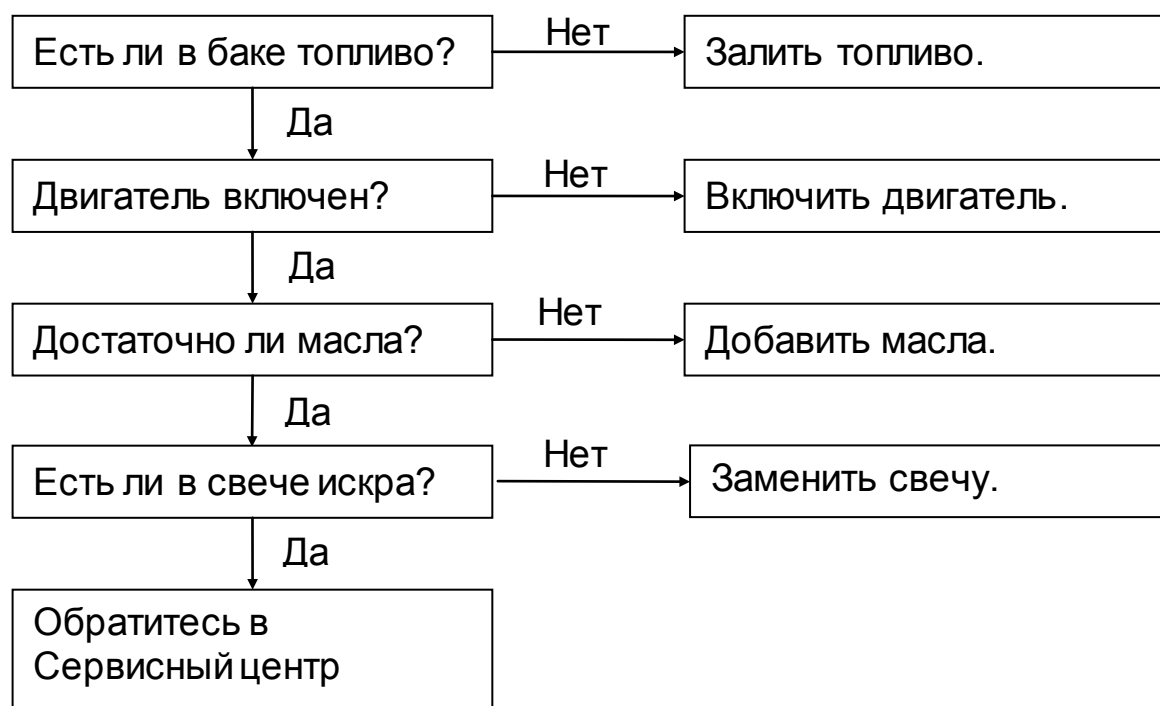 Есть ли в баке топливо?
Нет
Залить топливо.
Да
Двигатель включен?
Нет
Включить двигатель.
Да
Достаточно ли масла?
Нет
Добавить масла.
Да
Есть ли в свече искра?
Нет
Заменить свечу.
Да
Обратитесь в
Сервисный центр